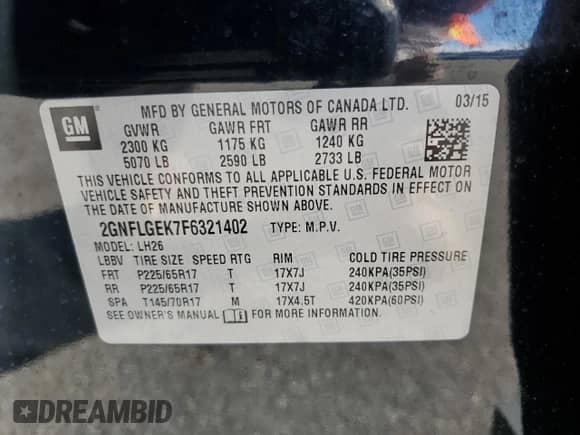 GM
MFD BY GENERAL MOTORS OF CANADA LTD. 03/15
GVWR GAWR FRT GAWR RR
2300 KG 1175 KG 1240 KG
5070 LB 2590 LB 2733 LB
THIS VEHICLE CONFORMS TO ALL APPLICABLE U.S. FEDERAL MOTOR
VEHICLE SAFETY AND THEFT PREVENTION STANDARDS IN EFFECT ON
THE DATE OF MANUFACTURE SHOWN ABOVE.
2GNFLGEK7F6321402 TYPE: M.P.V.
MODEL: LH26
LBBV TIRE SIZE SPEED RTG RIM COLD TIRE PRESSURE
FRT P225/65R17 T 17X7J 240KPA(35PSI)
RR P225/65R17 T 17X7J 240KPA(35PSI)
SPA T145/70R17 M 17X4.5T 420KPA(60PSI)
SEE OWNER'S MANUAL FOR MORE INFORMATION.
DREAMBID